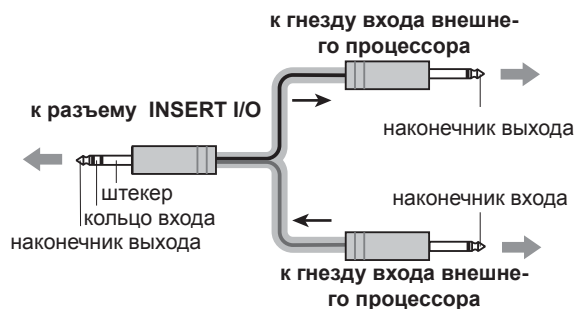 к гнезду входа внешне-
го процессора
к разъему INSERT I/O
наконечник выхода
штекер
кольцо входа
наконечник выхода
наконечник входа
к гнезду входа внешне-
го процессора